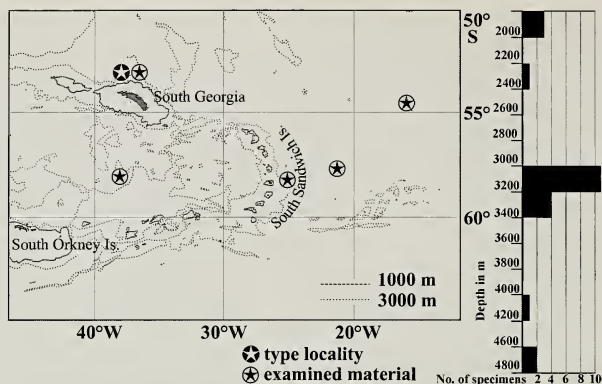 50°
S
55°
60°
South Georgia
South Sandwich Is.
South Orkney Is.
1000 m
3000 m
40°W
30°W
20°W
type locality
examined material
2000
2200
2400
2600
2800
3000
3200
3400
3600
3800
4000
4200
4600
4800
Depth in m
No. of specimens 2 4 6 8 10